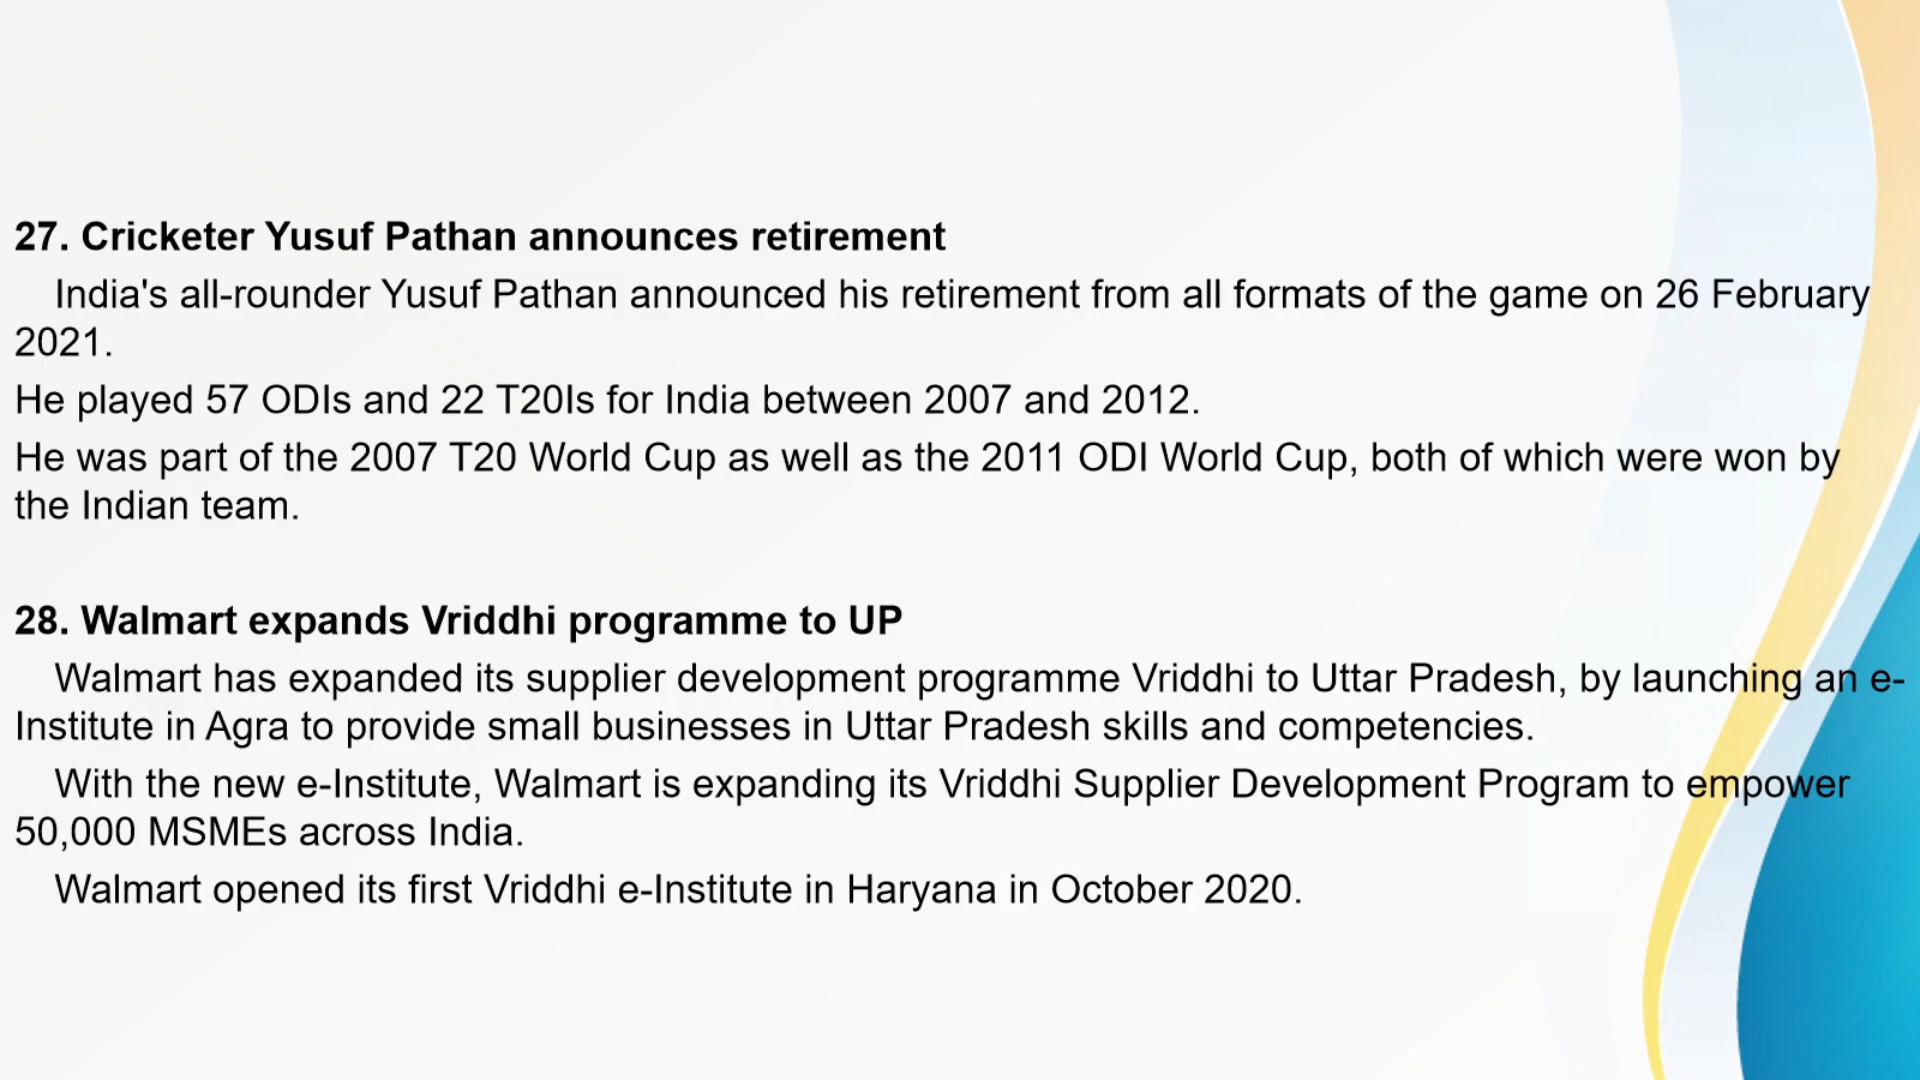 27. Cricketer Yusuf Pathan announces retirement
India's all-rounder Yusuf Pathan announced his retirement from all formats of the game on 26 February
2021.
He played 57 ODIs and 22 T20Is for India between 2007 and 2012.
He was part of the 2007 T20 World Cup as well as the 2011 ODI World Cup, both of which were won by
the Indian team.
28. Walmart expands Vriddhi programme to UP
Walmart has expanded its supplier development programme Vriddhi to Uttar Pradesh, by launching an e-
Institute in Agra to provide small businesses in Uttar Pradesh skills and competencies.
With the new e-Institute, Walmart is expanding its Vriddhi Supplier Development Program to empower
50,000 MSMEs across India.
Walmart opened its first Vriddhi e-Institute in Haryana in October 2020.